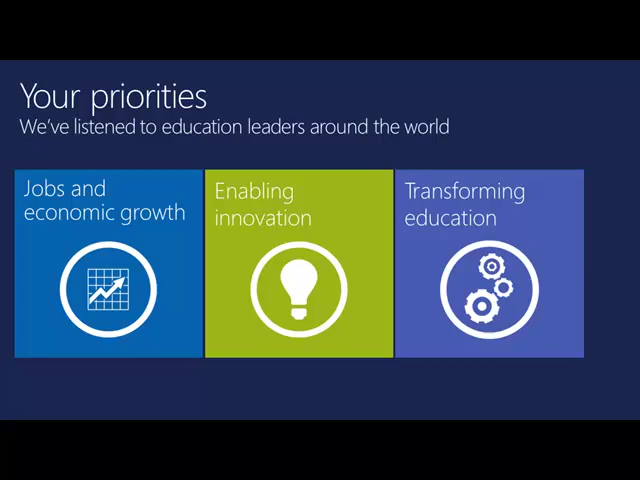 Your priorities
We've listened to education leaders around the world
Jobs and
economic growth
Enabling
innovation
Transforming
education